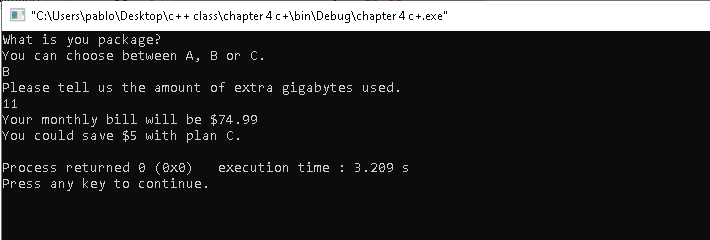 "C:\Users\pablo\Desktop\c++ class\chapter 4 c+\bin\Debug\chapter 4 c+.exe"
What is you package?
You can choose between A, B or C.
B
Please tell us the amount of extra gigabytes used.
11
Your monthly bill will be $74.99
You could save $5 with plan C.
Process returned 0 (0x0)   execution time : 3.209 s
Press any key to continue.